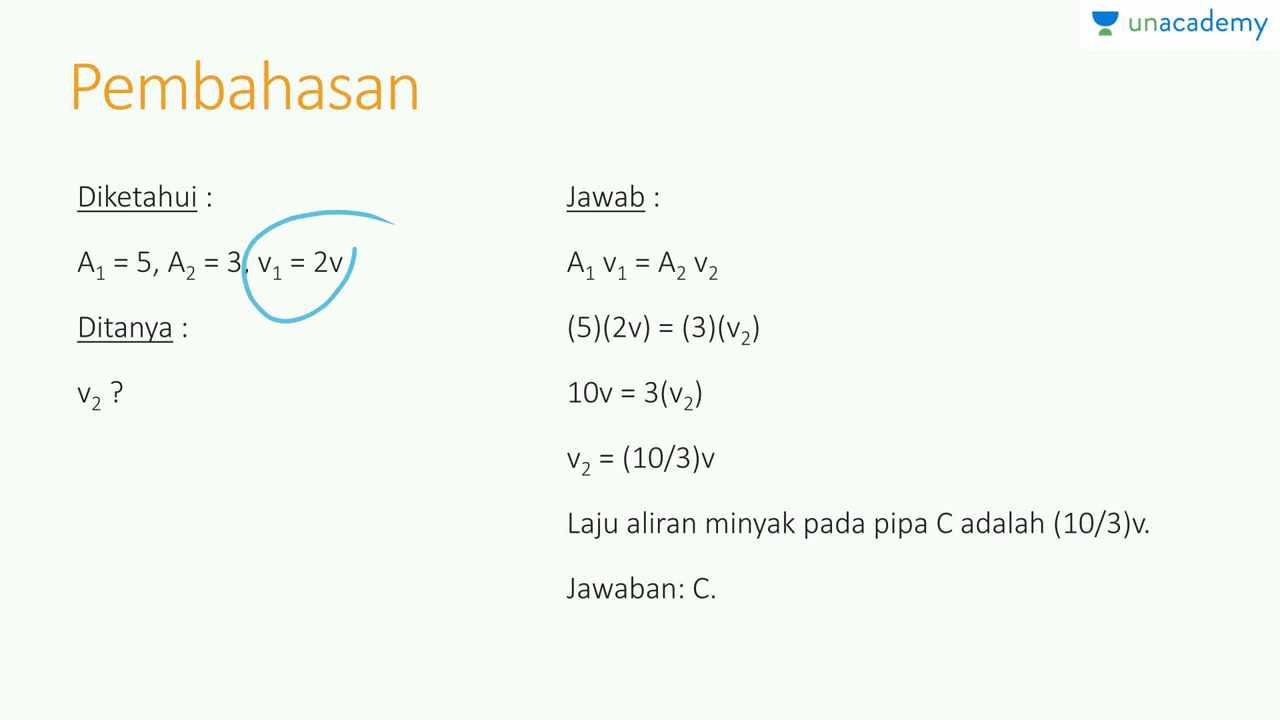 unacademy
Pembahasan
Diketahui :
A₁ = 5, A₂ = 3, v₁ = 2v
Ditanya :
v₂ ?
Jawab :
A₁ v₁ = A₂ v₂
(5)(2v) = (3)(v₂)
10v = 3(v₂)
v₂ = (10/3)v
Laju aliran minyak pada pipa C adalah (10/3)v.
Jawaban: C.